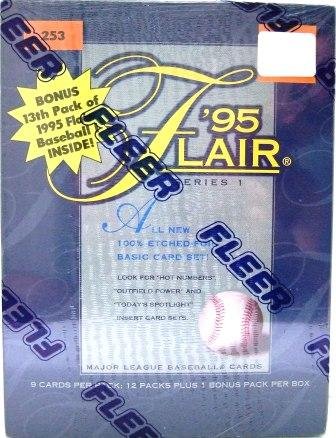 253
BONUS
13th Pack of
1995 Flair
Baseball
INSIDE!
'95
FLAIR®
SERIES 1
ALL NEW
100% ETCHED-FOIL
BASIC CARD SET!
LOOK FOR "HOT NUMBERS"
"OUTFIELD POWER" AND
"TODAY'S SPOTLIGHT"
INSERT CARD SETS.
MAJOR LEAGUE BASEBALL® CARDS
9 CARDS PER PACK; 12 PACKS PLUS 1 BONUS PACK PER BOX
FLEER
FLEER
FLEER
FLEER
FLEER
FLEER